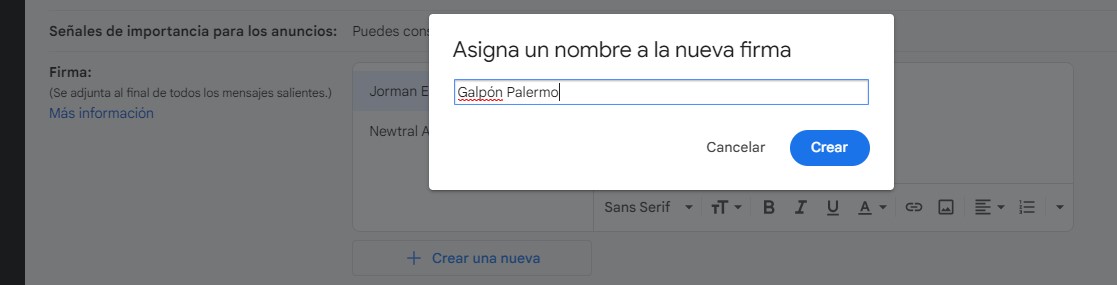 Señales de importancia para los anuncios: Puedes cons
Asigna un nombre a la nueva firma
Galpón Palermo
Cancelar Crear
Firma:
(Se adjunta al final de todos los mensajes salientes.)
Más información
Jorman E
Newtral A
Sans Serif
Crear una nueva